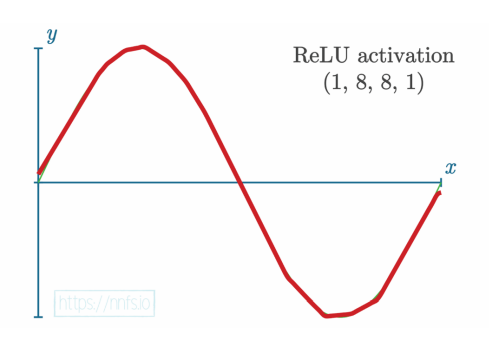 y
ReLU activation
(1, 8, 8, 1)
x
https://nnfs.io